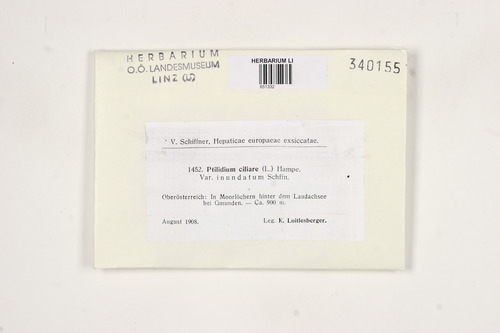 HERBARIUM
O.Ö. LANDESMUSEUM
LINZ (LI)
HERBARIUM LI
340155
V. Schiffner, Hepaticae europaeae exsiccatae.
1452. Ptilidium ciliare (L.) Hampe.
Var. inundatum Schffn.
Oberösterreich: In Moorlöchern hinter dem Laudachsee
bei Gmunden. — Ca. 900 m.
August 1908. Leg. K. Loitlesberger.